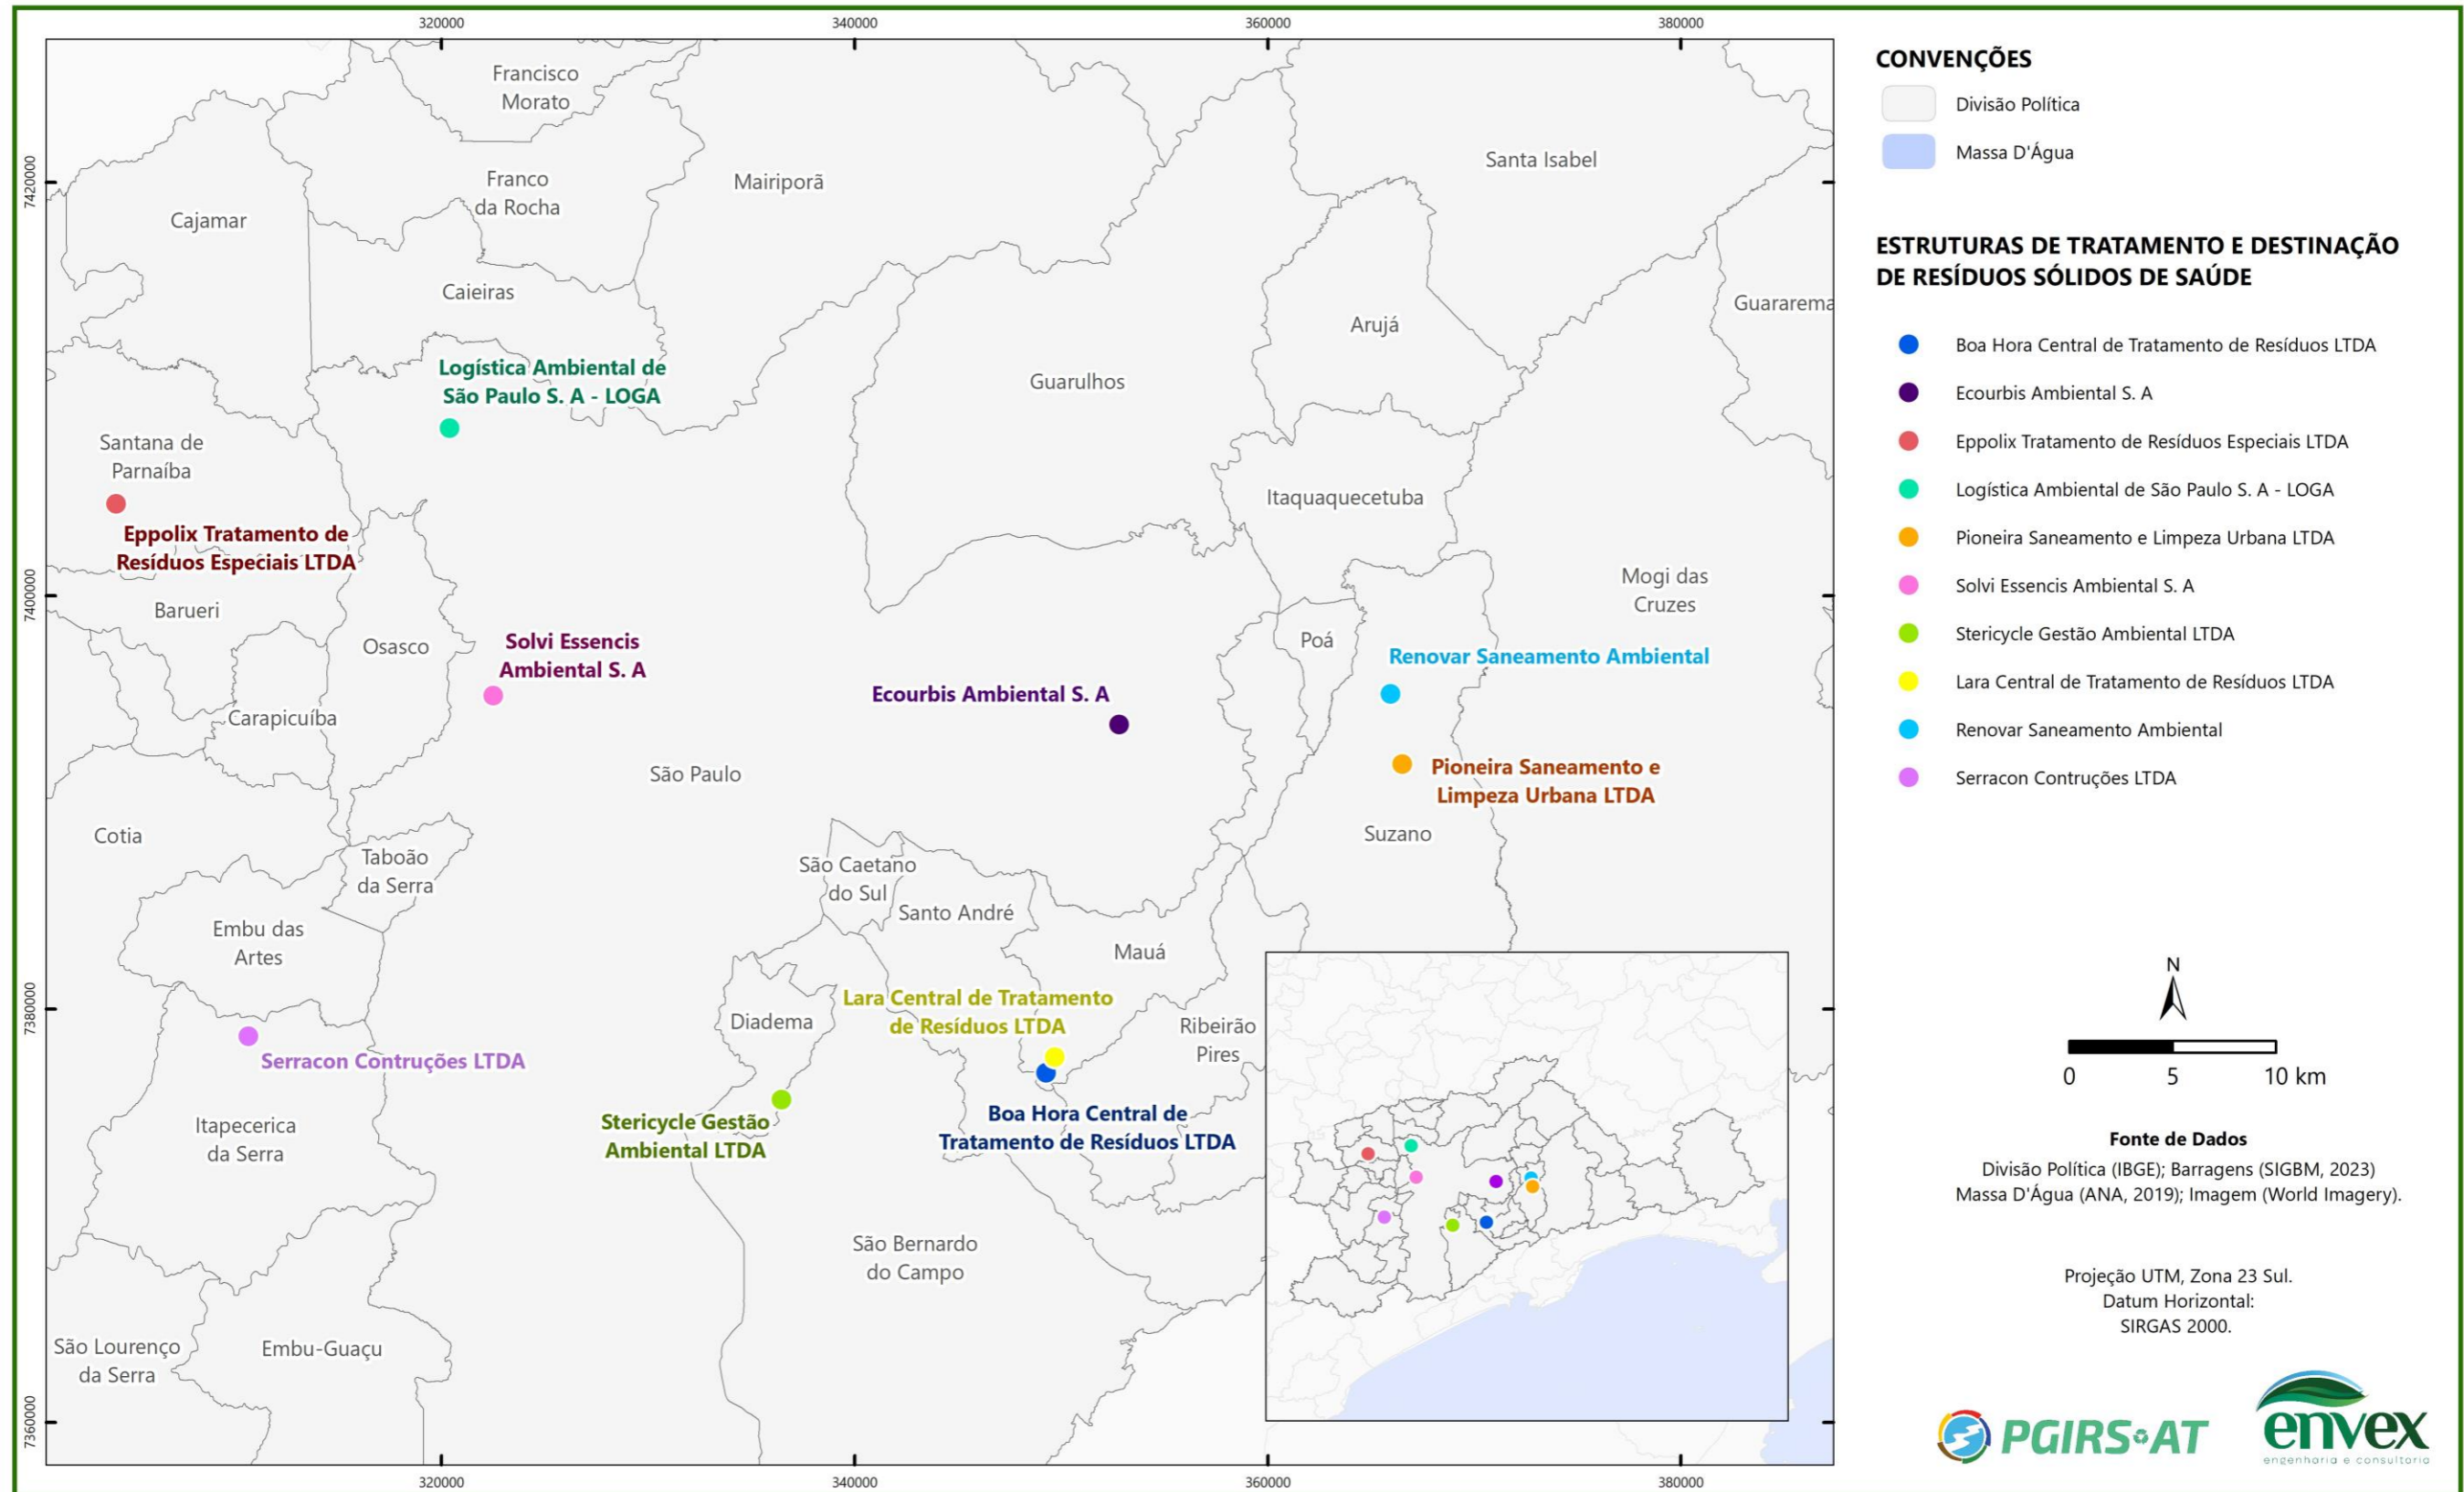 320000
340000
360000
380000
Francisco
Morato
Franco
da Rocha
Mairiporã
Santa Isabel
7420000
Cajamar
Caieiras
Guararema
Arujá
Logística Ambiental de
São Paulo S. A - LOGA
Guarulhos
Santana de
Parnaíba
Itaquaquecetuba
Eppolix Tratamento de
Resíduos Especiais LTDA
7400000
Mogi das
Cruzes
Barueri
Osasco
Solvi Essencis
Ambiental S. A
Poá
Renovar Saneamento Ambiental
Ecourbis Ambiental S. A
Carapicuíba
São Paulo
Pioneira Saneamento e
Limpeza Urbana LTDA
Cotia
Suzano
Taboão
da Serra
São Caetano
do Sul
Santo André
Embu das
Artes
Mauá
7380000
Lara Central de Tratamento
de Resíduos LTDA
Diadema
Ribeirão
Pires
Serracon Contruções LTDA
Stericycle Gestão
Ambiental LTDA
Boa Hora Central de
Tratamento de Resíduos LTDA
Itapecerica
da Serra
São Bernardo
do Campo
São Lourenço
da Serra
Embu-Guaçu
7360000
320000
340000
360000
380000
CONVENÇÕES
Divisão Política
Massa D'Água
ESTRUTURAS DE TRATAMENTO E DESTINAÇÃO
DE RESÍDUOS SÓLIDOS DE SAÚDE
Boa Hora Central de Tratamento de Resíduos LTDA
Ecourbis Ambiental S. A
Eppolix Tratamento de Resíduos Especiais LTDA
Logística Ambiental de São Paulo S. A - LOGA
Pioneira Saneamento e Limpeza Urbana LTDA
Solvi Essencis Ambiental S. A
Stericycle Gestão Ambiental LTDA
Lara Central de Tratamento de Resíduos LTDA
Renovar Saneamento Ambiental
Serracon Contruções LTDA
N
0 5 10 km
Fonte de Dados
Divisão Política (IBGE); Barragens (SIGBM, 2023)
Massa D'Água (ANA, 2019); Imagem (World Imagery).
Projeção UTM, Zona 23 Sul.
Datum Horizontal:
SIRGAS 2000.
PGIRS AT
envex
engenharia e consultoria